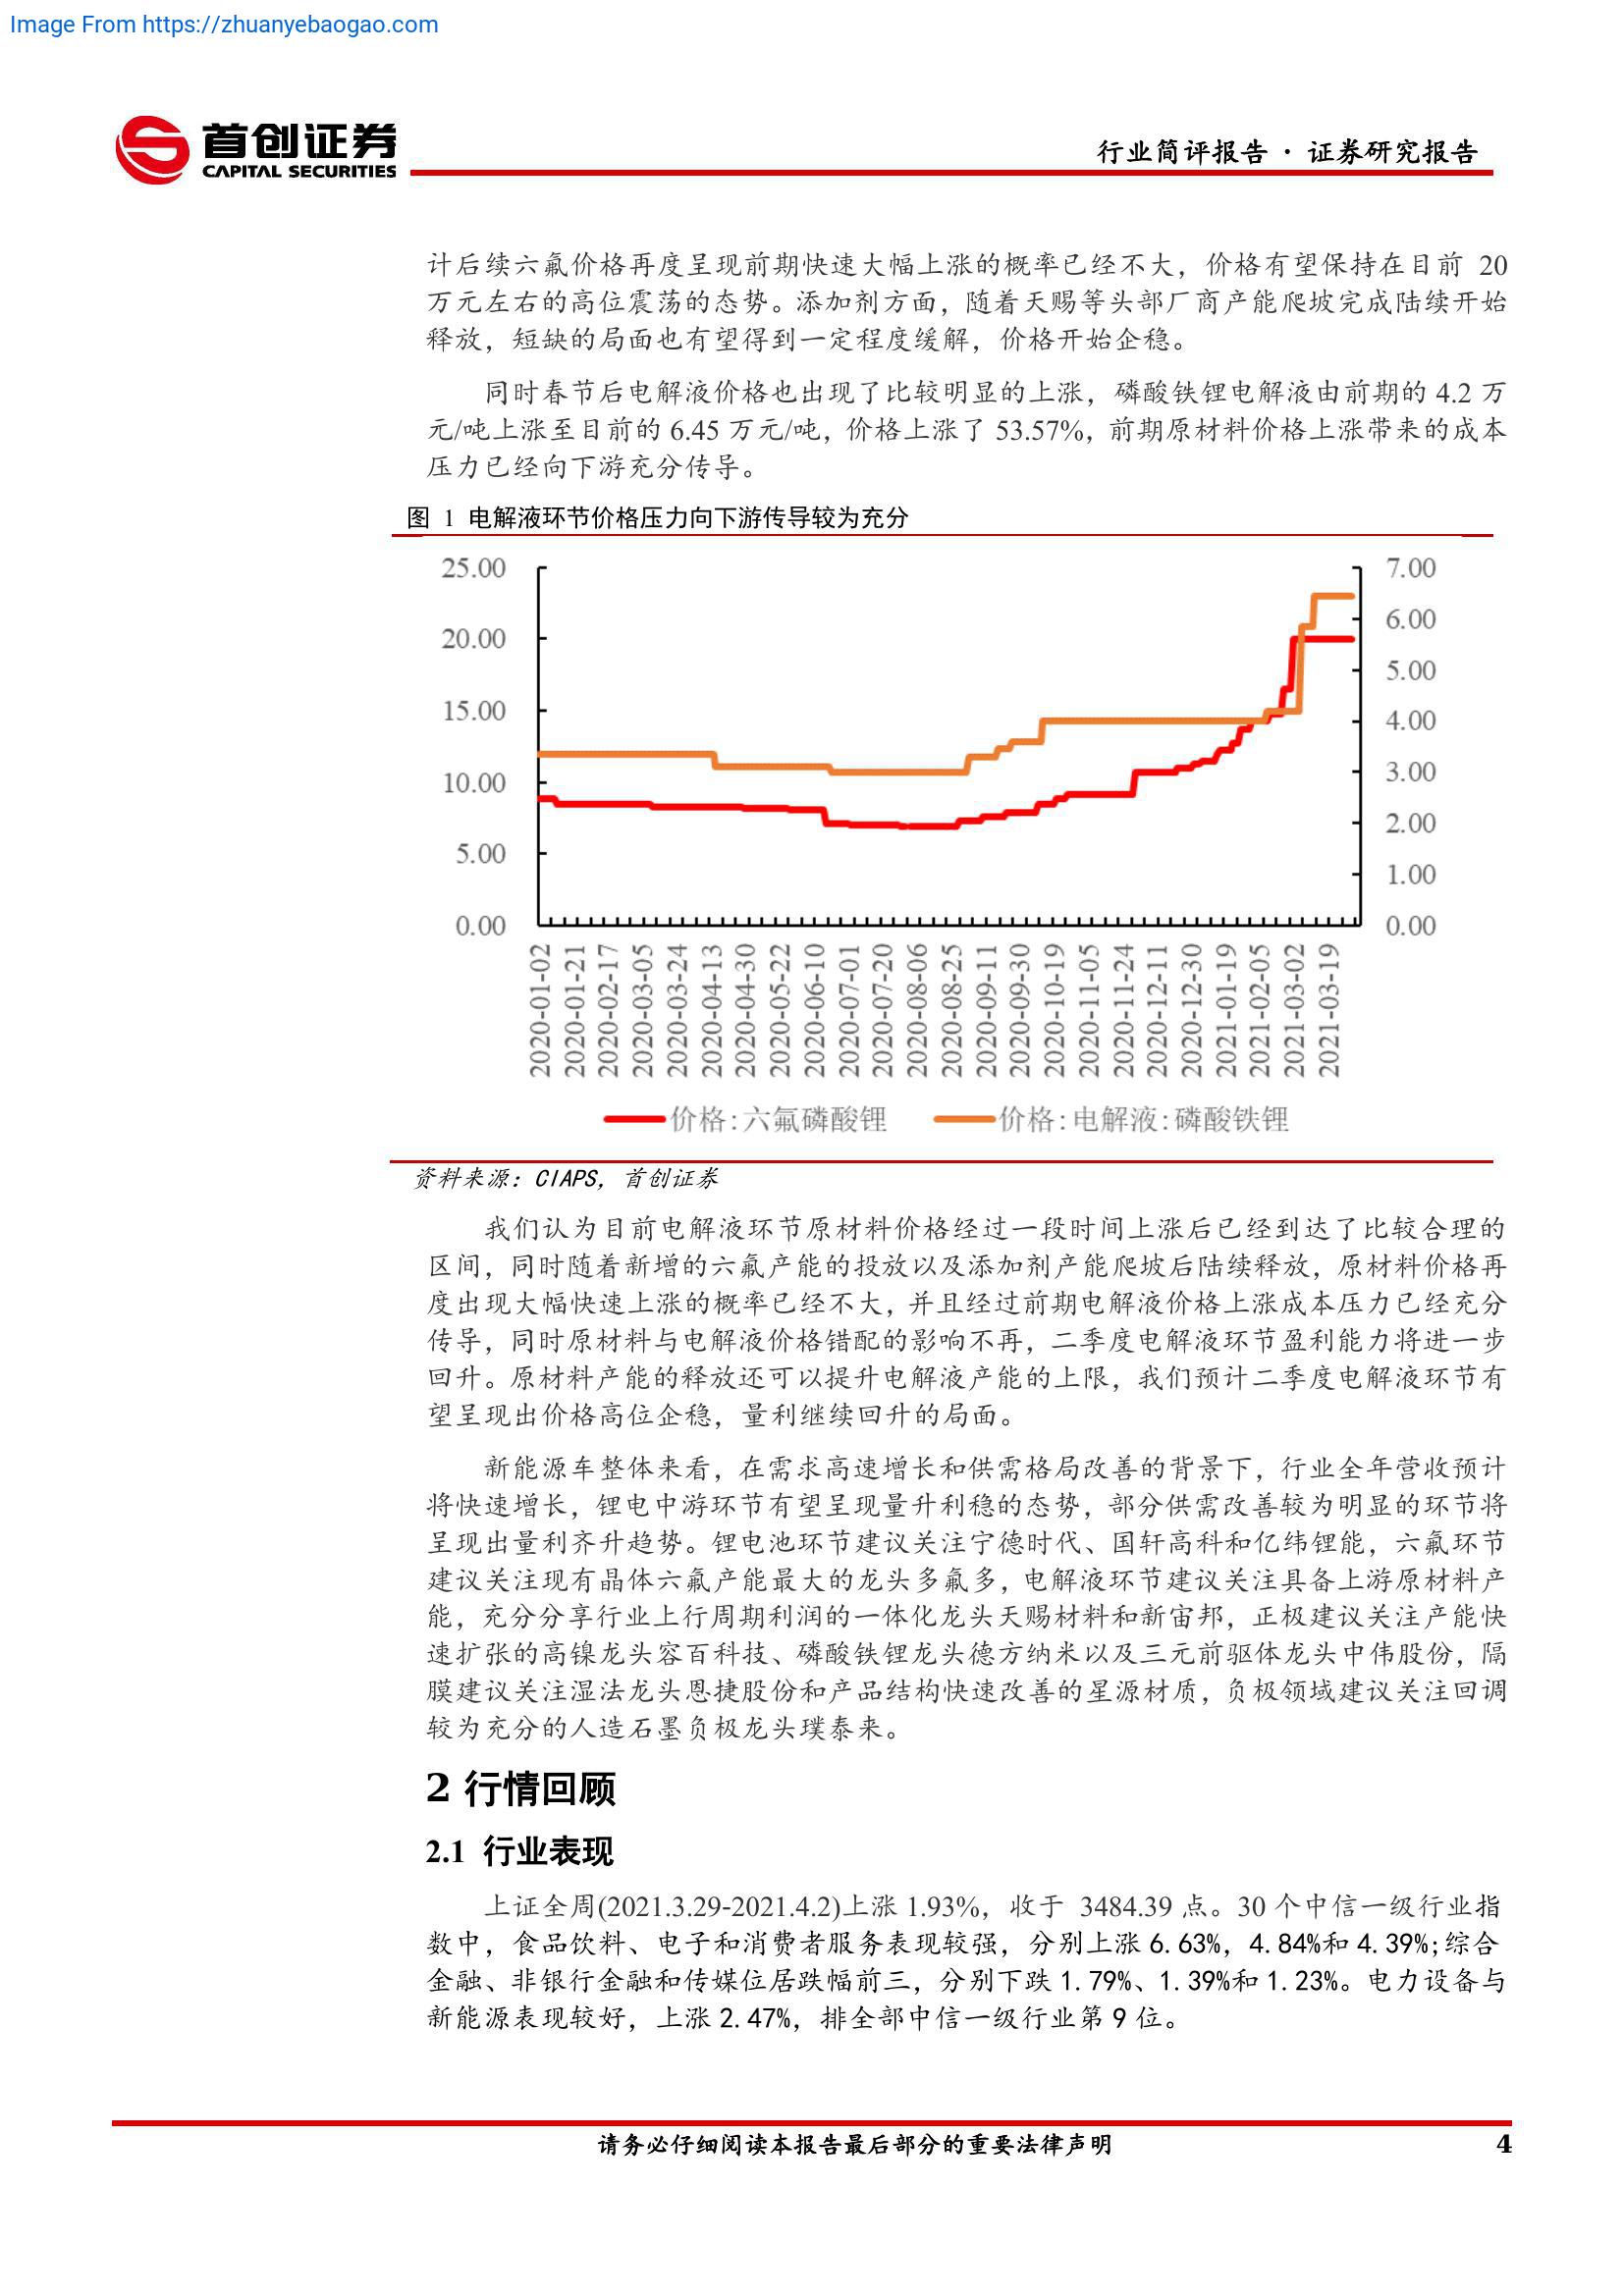 Image From https://zhuanyebaogao.com
首创证券
CAPITAL SECURITIES
行业简评报告·证券研究报告
计后续六氟价格再度呈现前期快速大幅上涨的概率已经不大，价格有望保持在目前 20
万元左右的高位震荡的态势。添加剂方面，随着天赐等头部厂商产能爬坡完成陆续开始
释放，短缺的局面也有望得到一定程度缓解，价格开始企稳。
同时春节后电解液价格也出现了比较明显的上涨，磷酸铁锂电解液由前期的 4.2 万
元/吨上涨至目前的 6.45 万元/吨，价格上涨了 53.57%，前期原材料价格上涨带来的成本
压力已经向下游充分传导。
图 1 电解液环节价格压力向下游传导较为充分
25.00
20.00
15.00
10.00
5.00
0.00
7.00
6.00
5.00
4.00
3.00
2.00
1.00
0.00
2020-01-02
2020-01-21
2020-02-17
2020-03-05
2020-03-24
2020-04-13
2020-04-30
2020-05-22
2020-06-10
2020-07-01
2020-07-20
2020-08-06
2020-08-25
2020-09-11
2020-09-30
2020-10-19
2020-11-05
2020-11-24
2020-12-11
2020-12-30
2021-01-19
2021-02-05
2021-03-02
2021-03-19
价格:六氟磷酸锂
价格:电解液:磷酸铁锂
资料来源：CIAPS，首创证券
我们认为目前电解液环节原材料价格经过一段时间上涨后已经到达了比较合理的
区间，同时随着新增的六氟产能的投放以及添加剂产能爬坡后陆续释放，原材料价格再
度出现大幅快速上涨的概率已经不大，并且经过前期电解液价格上涨成本压力已经充分
传导，同时原材料与电解液价格错配的影响不再，二季度电解液环节盈利能力将进一步
回升。原材料产能的释放还可以提升电解液产能的上限，我们预计二季度电解液环节有
望呈现出价格高位企稳，量利继续回升的局面。
新能源车整体来看，在需求高速增长和供需格局改善的背景下，行业全年营收预计
将快速增长，锂电中游环节有望呈现量升利稳的态势，部分供需改善较为明显的环节将
呈现出量利齐升趋势。锂电池环节建议关注宁德时代、国轩高科和亿纬锂能，六氟环节
建议关注现有晶体六氟产能最大的龙头多氟多，电解液环节建议关注具备上游原材料产
能，充分分享行业上行周期利润的一体化龙头天赐材料和新宙邦，正极建议关注产能快
速扩张的高镍龙头容百科技、磷酸铁锂龙头德方纳米以及三元前驱体龙头中伟股份，隔
膜建议关注湿法龙头恩捷股份和产品结构快速改善的星源材质，负极领域建议关注回调
较为充分的人造石墨负极龙头璞泰来。
2 行情回顾
2.1 行业表现
上证全周(2021.3.29-2021.4.2)上涨 1.93%，收于 3484.39 点。30 个中信一级行业指
数中，食品饮料、电子和消费者服务表现较强，分别上涨 6.63%，4.84%和 4.39%;综合
金融、非银行金融和传媒位居跌幅前三，分别下跌 1.79%、1.39%和 1.23%。电力设备与
新能源表现较好，上涨 2.47%，排全部中信一级行业第 9 位。
请务必仔细阅读本报告最后部分的重要法律声明
4